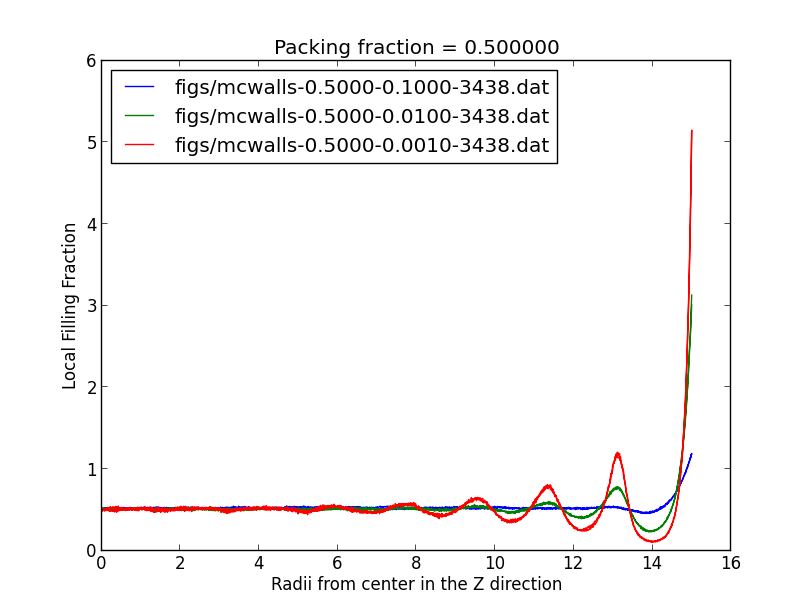 Packing fraction = 0.500000
figs/mcwalls-0.5000-0.1000-3438.dat
figs/mcwalls-0.5000-0.0100-3438.dat
figs/mcwalls-0.5000-0.0010-3438.dat
6
5
4
3
2
1
0
Local Filling Fraction
0 2 4 6 8 10 12 14 16
Radii from center in the Z direction